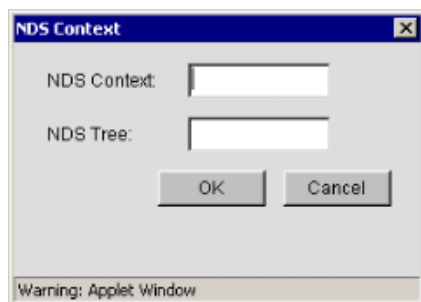 NDS Context
NDS Context:
NDS Tree:
OK Cancel
Warning: Applet Window